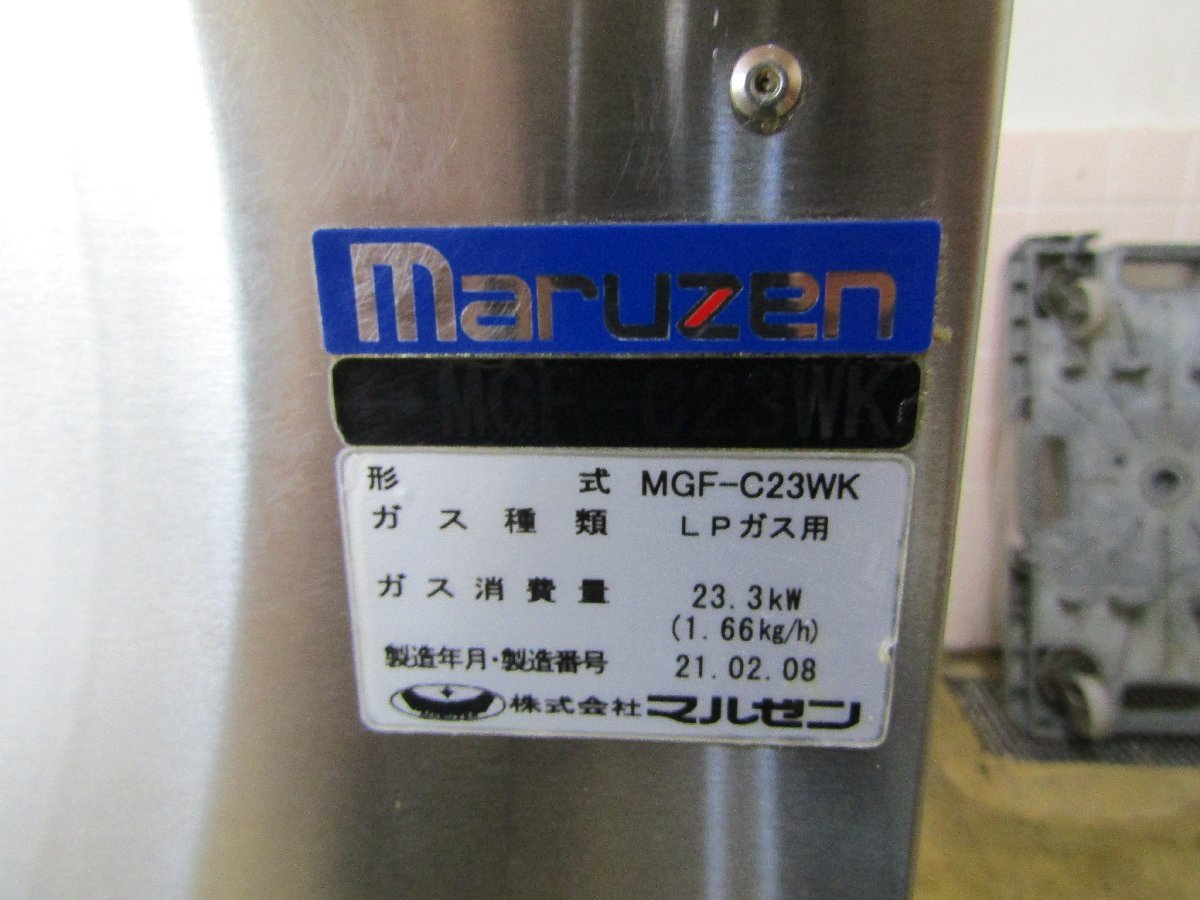 maruzen
MGF-C23WK
形式 MGF-C23WK
ガス種類 LPガス用
ガス消費量 23.3kW
(1.66kg/h)
製造年月・製造番号 21.02.08
株式会社マルゼン